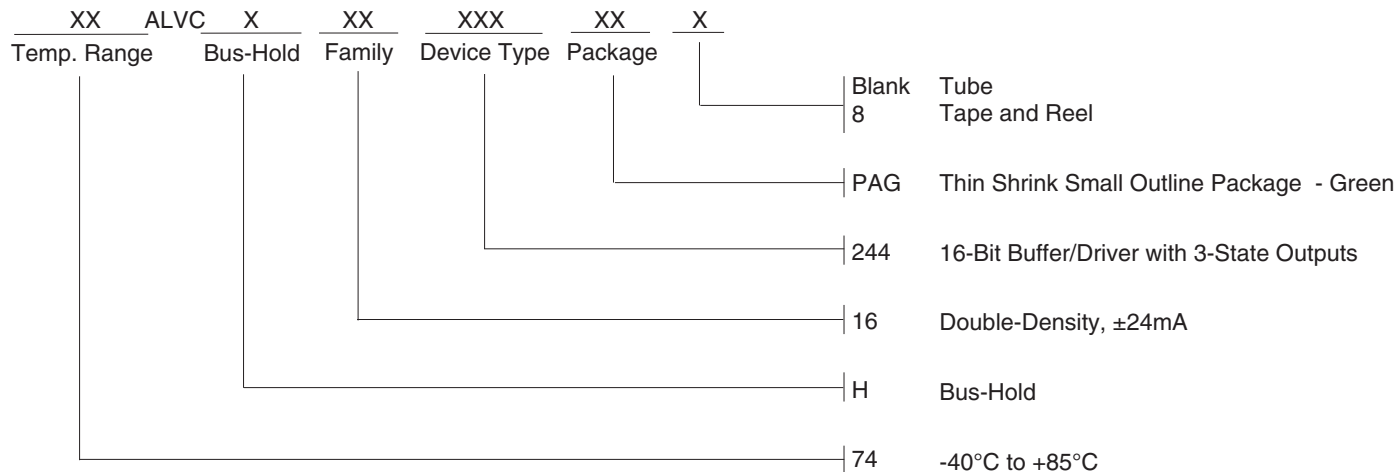 XX ALVC X XX XXX XX X
Temp. Range Bus-Hold Family Device Type Package
Blank Tube
8 Tape and Reel
PAG Thin Shrink Small Outline Package - Green
244 16-Bit Buffer/Driver with 3-State Outputs
16 Double-Density, ±24mA
H Bus-Hold
74 -40°C to +85°C